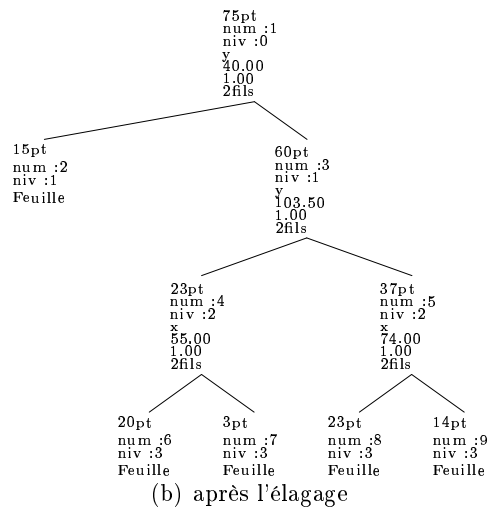 75pt
num :1
niv :0
y
40.00
1.00
2fils
15pt
num :2
niv :1
Feuille
60pt
num :3
niv :1
y
103.50
1.00
2fils
23pt
num :4
niv :2
x
55.00
1.00
2fils
37pt
num :5
niv :2
x
74.00
1.00
2fils
20pt
num :6
niv :3
Feuille
3pt
num :7
niv :3
Feuille
23pt
num :8
niv :3
Feuille
14pt
num :9
niv :3
Feuille
(b) après l'élagage